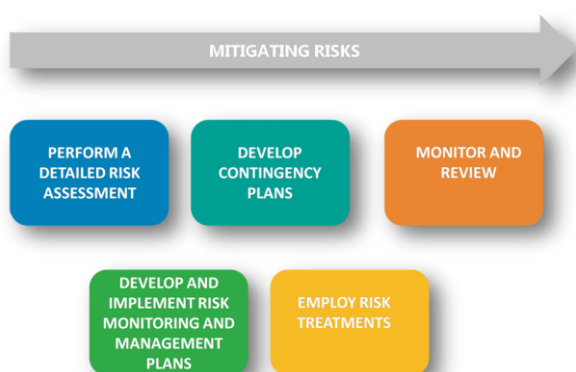 MITIGATING RISKS
PERFORM A
DETAILED RISK
ASSESSMENT
DEVELOP
CONTINGENCY
PLANS
MONITOR AND
REVIEW
DEVELOP AND
IMPLEMENT RISK
MONITORING AND
MANAGEMENT
PLANS
EMPLOY RISK
TREATMENTS